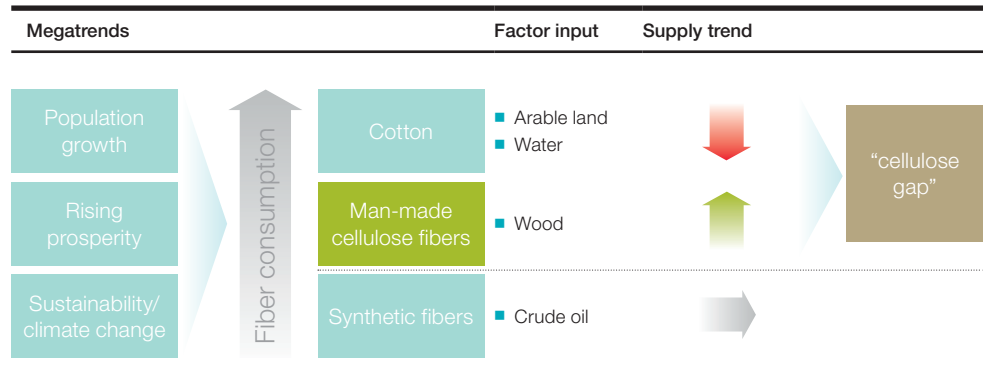 Megatrends
Factor input
Supply trend
Population
growth
Rising
prosperity
Sustainability/
climate change
Fiber consumption
Cotton
Arable land
Water
Man-made
cellulose fibers
Wood
Synthetic fibers
Crude oil
“cellulose
gap”